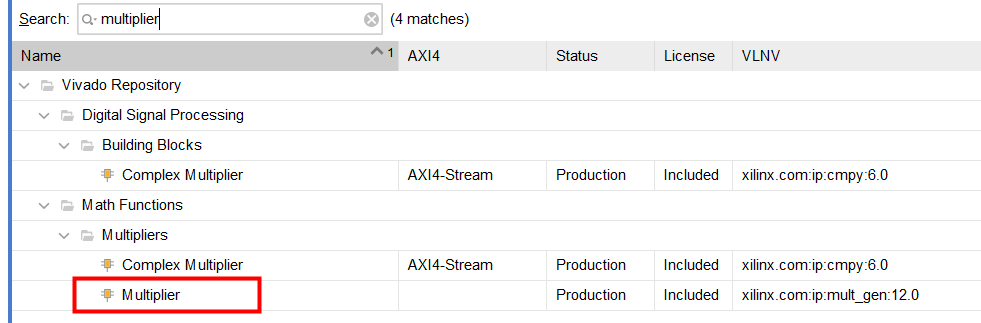 Search: multiplier (4 matches)
Name 1 AXI4 Status License VLNV
Vivado Repository
Digital Signal Processing
Building Blocks
Complex Multiplier AXI4-Stream Production Included xilinx.com:ip:cmpy:6.0
Math Functions
Multipliers
Complex Multiplier AXI4-Stream Production Included xilinx.com:ip:cmpy:6.0
Multiplier Production Included xilinx.com:ip:mult_gen:12.0